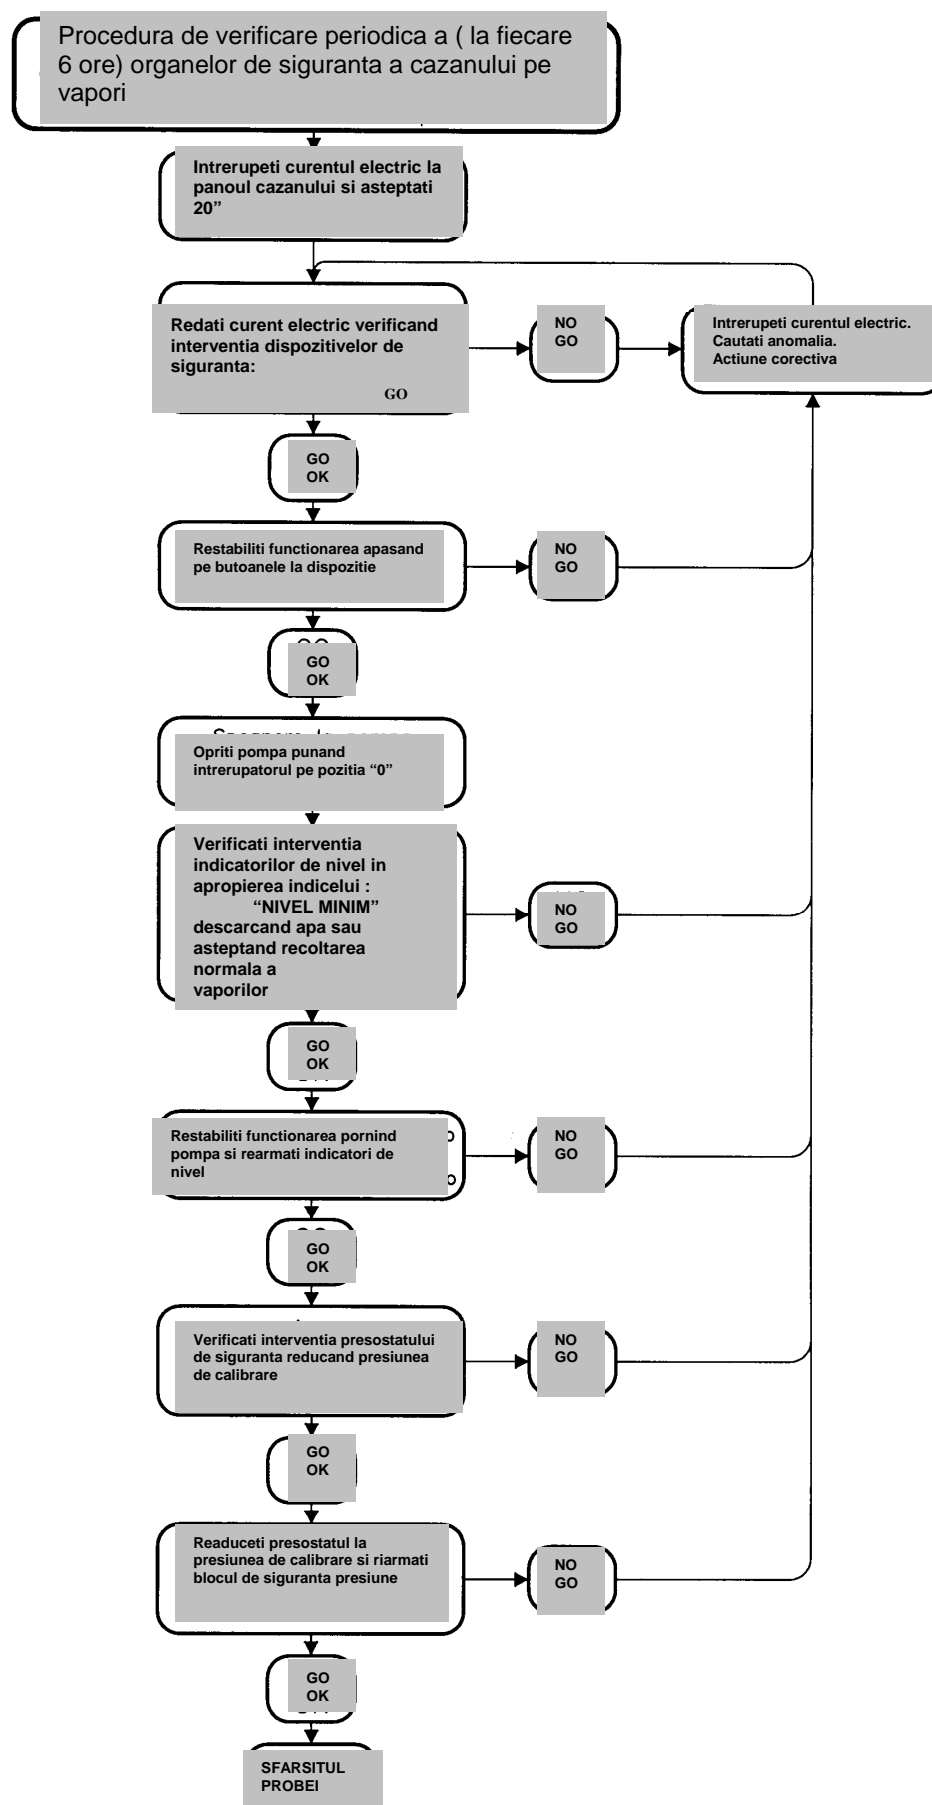 Procedura de verificare periodica a ( la fiecare
6 ore) organelor de siguranta a cazanului pe
vapori
Intrerupeti curentul electric la
panoul cazanului si asteptati
20”
Redati curent electric verificand
interventia dispozitivelor de
siguranta:
GO
NO
GO
Intrerupeti curentul electric.
Cautati anomalia.
Actiune corectiva
GO
OK
Restabiliti functionarea apasand
pe butoanele la dispozitie
NO
GO
GO
OK
Opriti pompa punand
intrerupatorul pe pozitia “0”
Verificati interventia
indicatorilor de nivel in
apropierea indicelui :
“NIVEL MINIM”
descarcand apa sau
asteptand recoltarea
normala a
vaporilor
NO
GO
GO
OK
Restabiliti functionarea pornind
pompa si rearmati indicatori de
nivel
NO
GO
GO
OK
Verificati interventia presostatului
de siguranta reducand presiunea
de calibrare
NO
GO
GO
OK
Readuceti presostatul la
presiunea de calibrare si riarmati
blocul de siguranta presiune
NO
GO
GO
OK
SFARSITUL
PROBEI